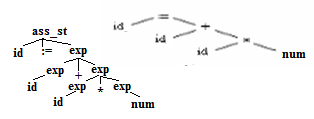 ass_st
id := exp
exp + exp
id exp * exp
id num
id = +
id *
id num